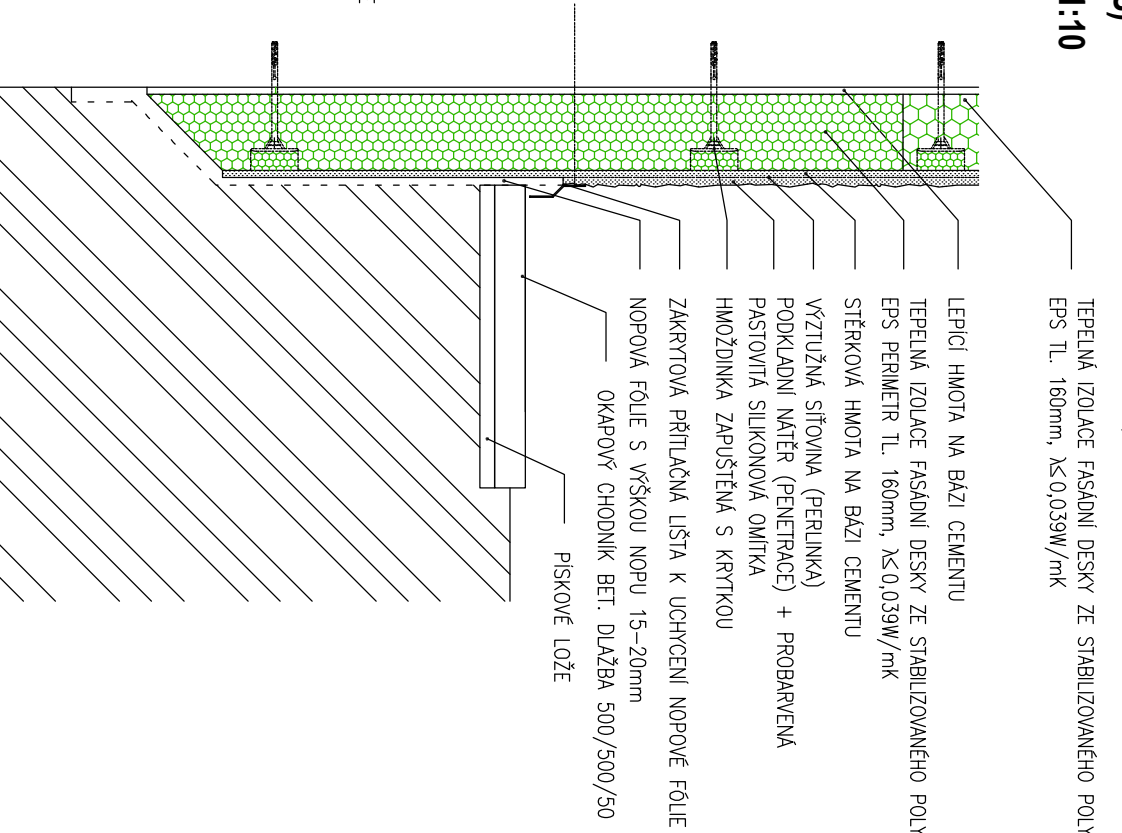 1:10
TEPELNÁ IZOLACE FASÁDNÍ DESKY ZE STABILIZOVANÉHO POLY
EPS TL. 160mm, λ≤0,039W/mK
LEPÍCÍ HMOTA NA BÁZI CEMENTU
TEPELNÁ IZOLACE FASÁDNÍ DESKY ZE STABILIZOVANÉHO POLY
EPS PERIMETR TL. 160mm, λ≤0,039W/mK
STĚRKOVÁ HMOTA NA BÁZI CEMENTU
VÝZTUŽNÁ SÍŤOVINA (PERLINKA)
PODKLADNÍ NÁTĚR (PENETRACE) + PROBARVENÁ
PASTOVITÁ SILIKONOVÁ OMÍTKA
HMOŽDINKA ZAPUŠTĚNÁ S KRYTKOU
ZÁKRYTOVÁ PŘÍTLAČNÁ LIŠTA K UCHYCENÍ NOPOVÉ FÓLIE
NOPOVÁ FÓLIE S VÝŠKOU NOPU 15-20mm
OKAPOVÝ CHODNÍK BET. DLAŽBA 500/500/50
PÍSKOVÉ LOŽE